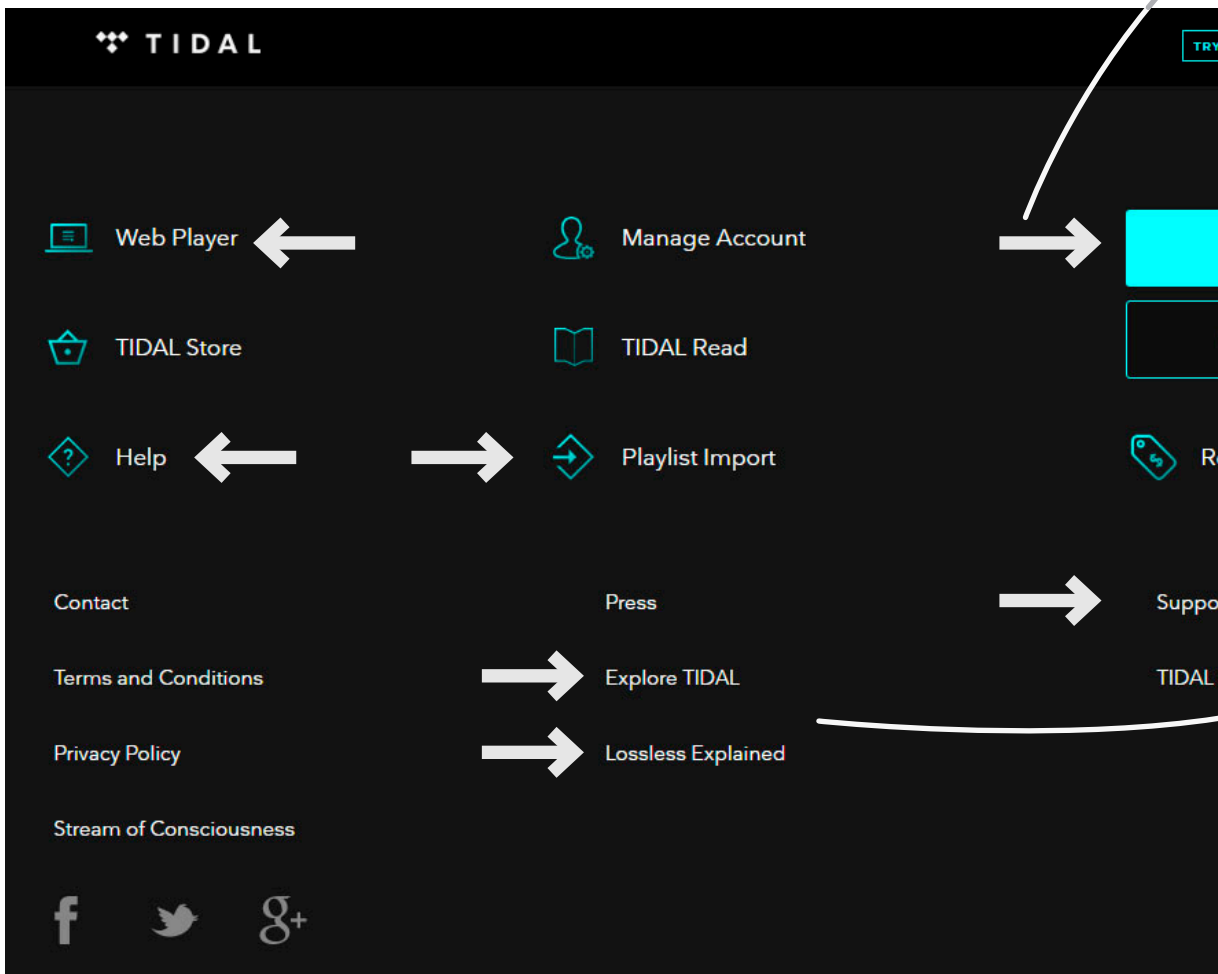 TIDAL
TRY
Web Player
Manage Account
TIDAL Store
TIDAL Read
Help
Playlist Import
Contact
Press
Terms and Conditions
Explore TIDAL
TIDAL
Privacy Policy
Lossless Explained
Stream of Consciousness
f
g+